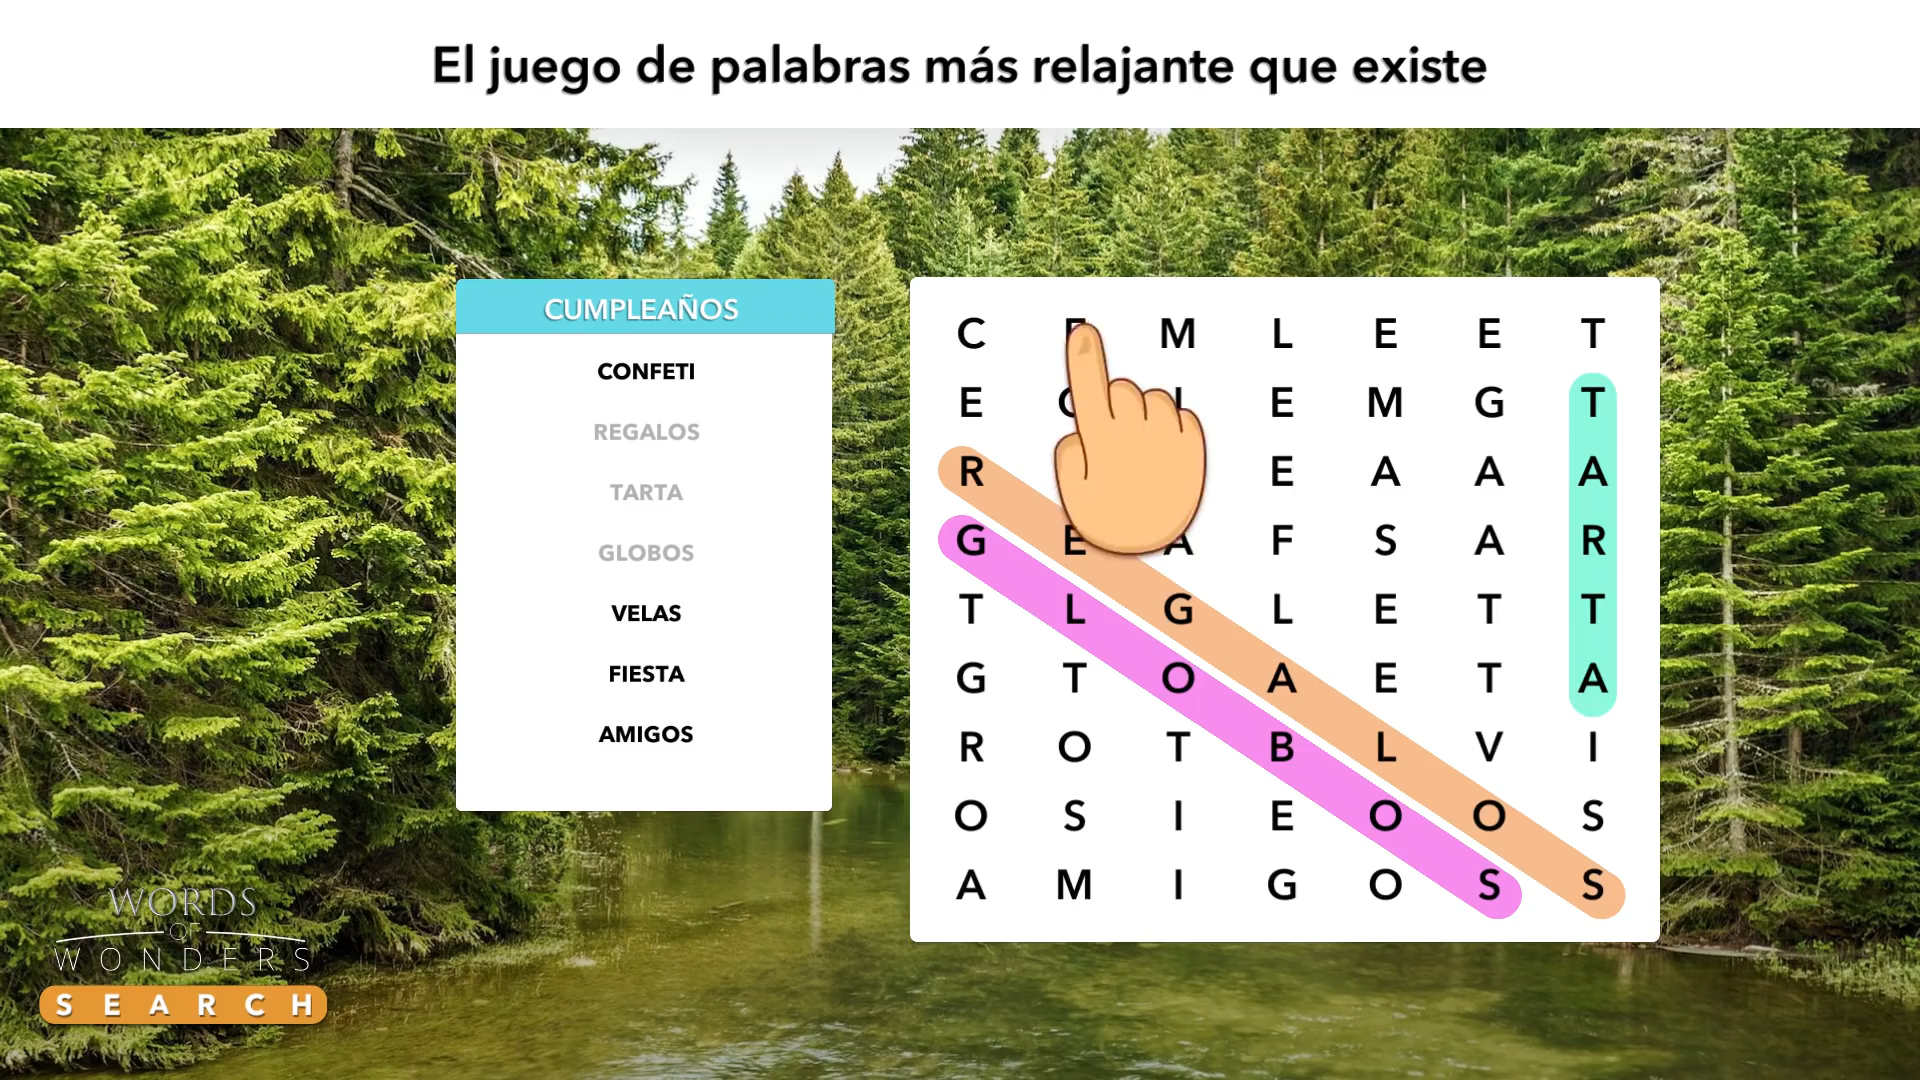 El juego de palabras más relajante que existe
CUMPLEAÑOS
CONFETI
REGALOS
TARTA
GLOBOS
VELAS
FIESTA
AMIGOS
C M L E E T
E E M G T
R E A A A
G E A F S A R
T L G L E T T
G T O A E T A
R O T B L V I
O S I E O O S
A M I G O S S
WORDS
OF
WONDERS
SEARCH